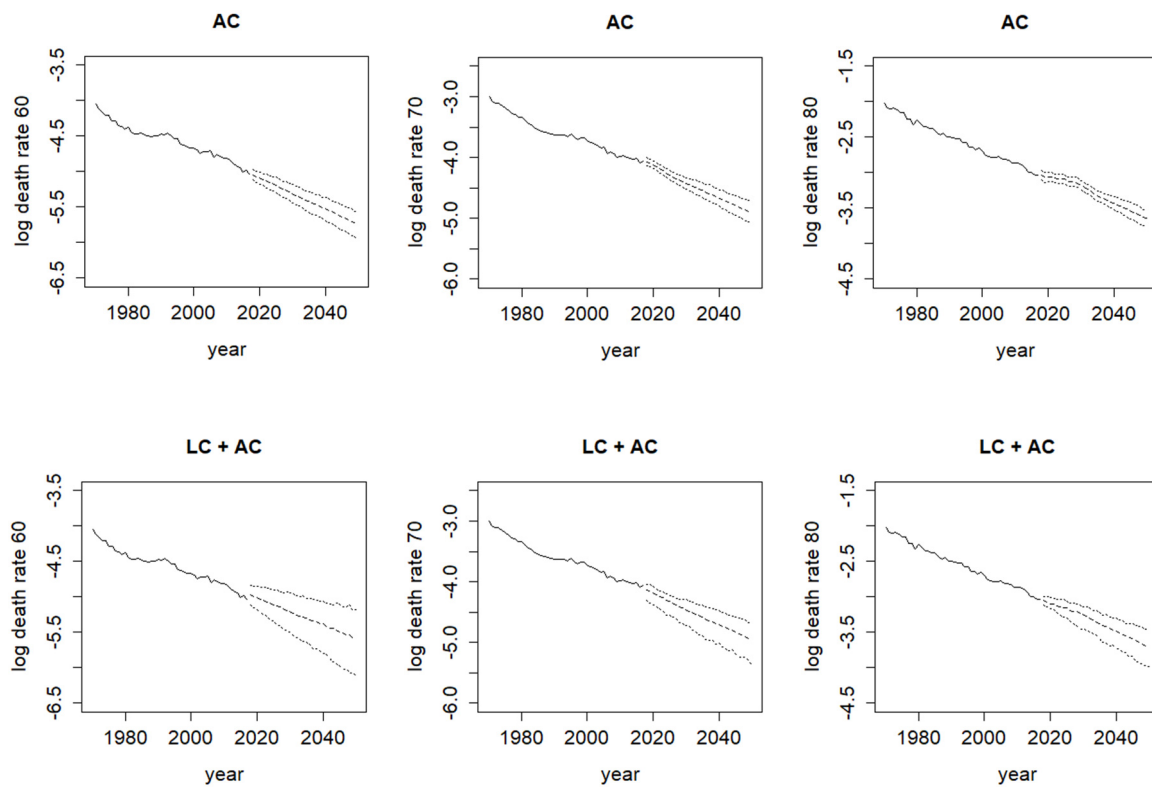 AC
log death rate 60
-3.5
-4.5
-5.5
-6.5
1980 2000 2020 2040
year
AC
log death rate 70
-3.0
-4.0
-5.0
-6.0
1980 2000 2020 2040
year
AC
log death rate 80
-1.5
-2.5
-3.5
-4.5
1980 2000 2020 2040
year
LC + AC
log death rate 60
-3.5
-4.5
-5.5
-6.5
1980 2000 2020 2040
year
LC + AC
log death rate 70
-3.0
-4.0
-5.0
-6.0
1980 2000 2020 2040
year
LC + AC
log death rate 80
-1.5
-2.5
-3.5
-4.5
1980 2000 2020 2040
year